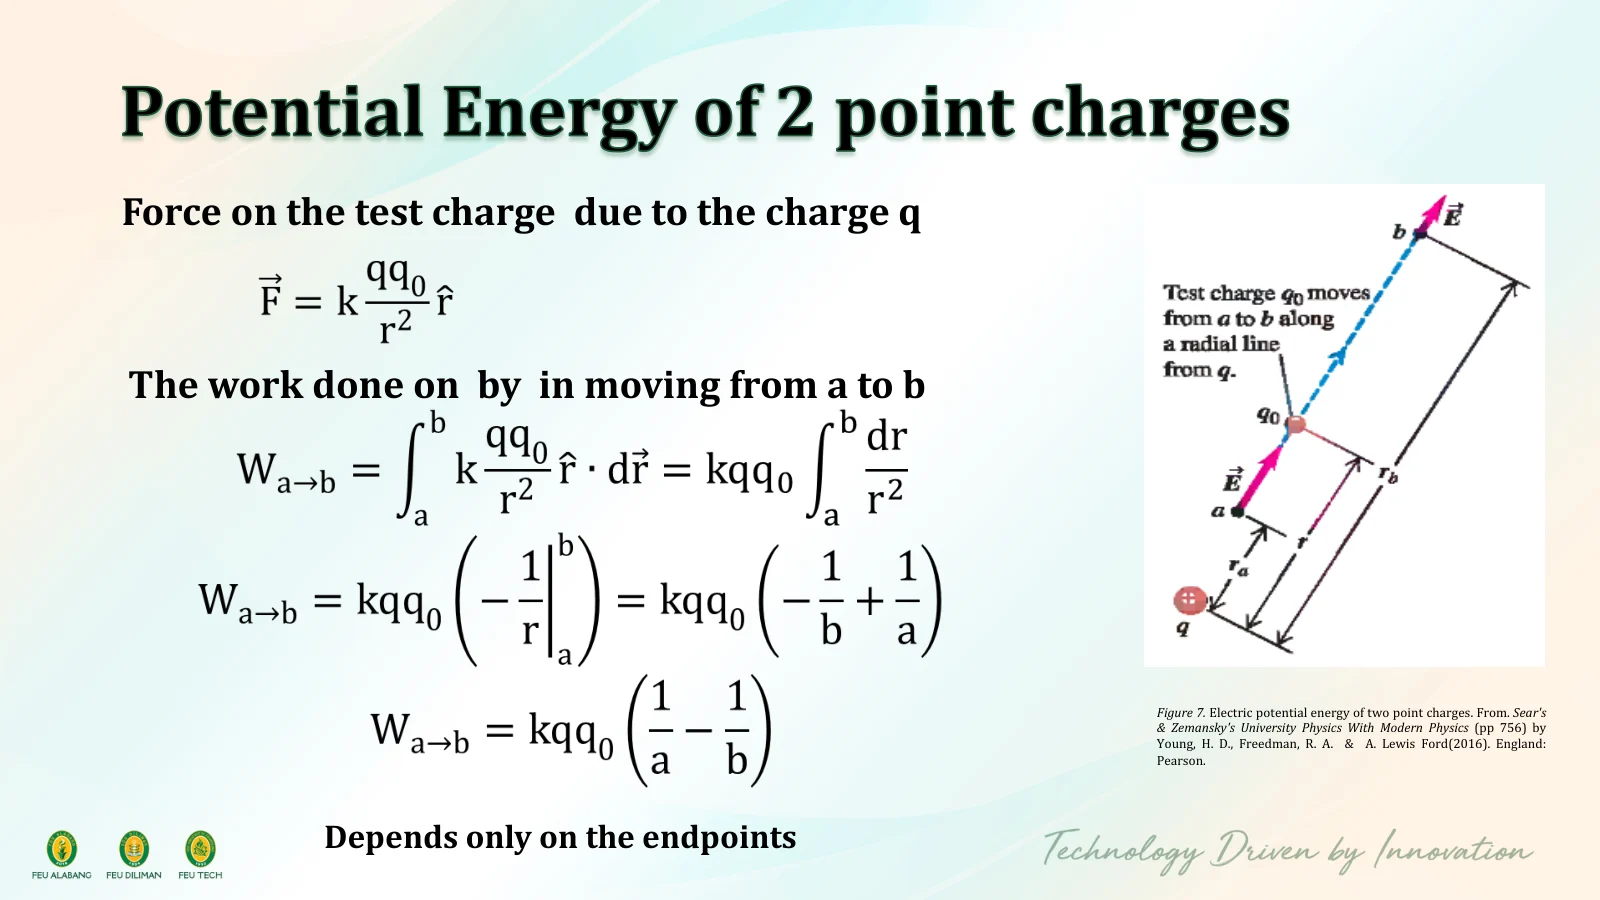 Potential Energy of 2 point charges
Force on the test charge due to the charge q
F⃗ = k qq₀/r² r̂
The work done on by in moving from a to b
W_{a→b} = ∫_a^b k qq₀/r² r̂ · dr⃗ = kqq₀ ∫_a^b dr/r²
W_{a→b} = kqq₀ (−1/r |_a^b) = kqq₀ (−1/b + 1/a)
W_{a→b} = kqq₀ (1/a − 1/b)
Depends only on the endpoints
b E⃗
Test charge q₀ moves
from a to b along
a radial line
from q.
q₀
r_b
E⃗
a
r
r_a
q
Figure 7. Electric potential energy of two point charges. From. Sear's
& Zemansky's University Physics With Modern Physics (pp 756) by
Young, H. D., Freedman, R. A. & A. Lewis Ford(2016). England:
Pearson.
FEU ALABANG FEU DILIMAN FEU TECH
Technology Driven by Innovation